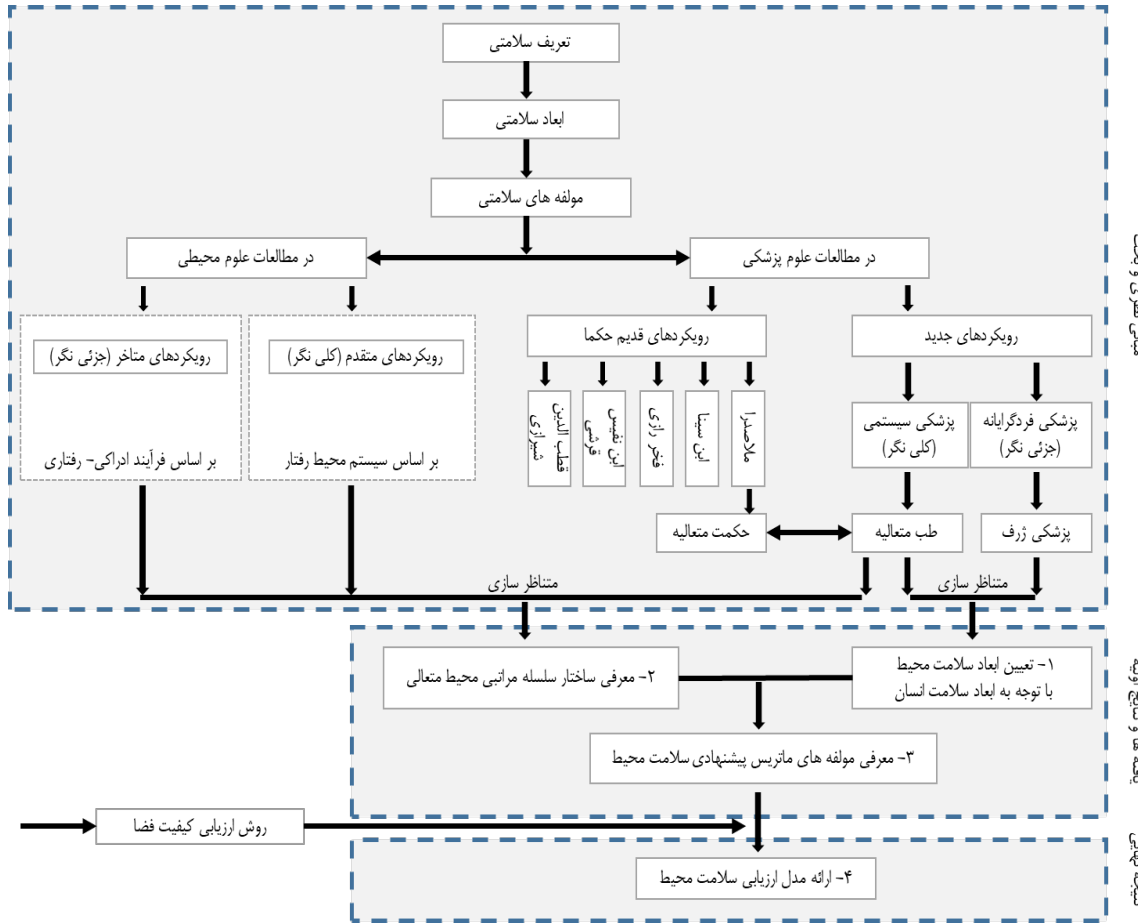 تعریف سلامتی
ابعاد سلامتی
مولفه های سلامتی
در مطالعات علوم پزشکی
در مطالعات علوم محیطی
رویکردهای جدید
رویکردهای قدیم حکما
رویکردهای متقدم (کلی نگر)
رویکردهای متاخر (جزئی نگر)
پزشکی فردگرایانه
(جزئی نگر)
پزشکی سیستمی
(کلی نگر)
ملاصدرا
ابن سینا
فخر رازی
ابن نفیس
قرشی
قطب الدین
شیرازی
بر اساس سیستم محیط رفتار
بر اساس فرآیند ادراکی- رفتاری
پزشکی ژرف
طب متعالیه
حکمت متعالیه
متناظر سازی
متناظر سازی
۱- تعیین ابعاد سلامت محیط
با توجه به ابعاد سلامت انسان
۲- معرفی ساختار سلسله مراتبی محیط متعالی
۳- معرفی مولفه های ماتریس پیشنهادی سلامت محیط
روش ارزیابی کیفیت فضا
۴- ارائه مدل ارزیابی سلامت محیط